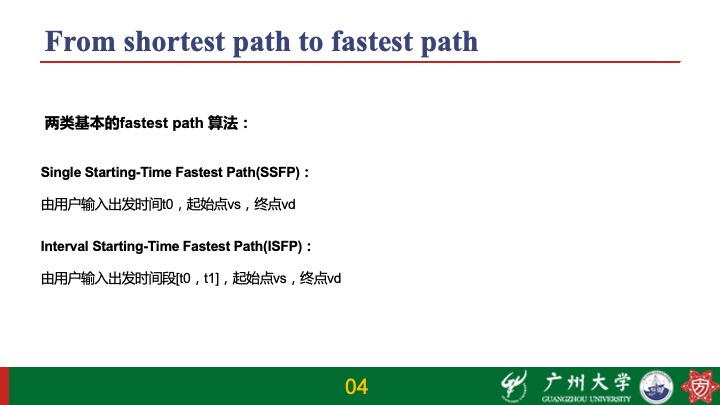 From shortest path to fastest path
两类基本的fastest path 算法：
Single Starting-Time Fastest Path(SSFP)：
由用户输入出发时间t0，起始点vs，终点vd
Interval Starting-Time Fastest Path(ISFP)：
由用户输入出发时间段[t0，t1]，起始点vs，终点vd
04
广州大学
GUANGZHOU UNIVERSITY